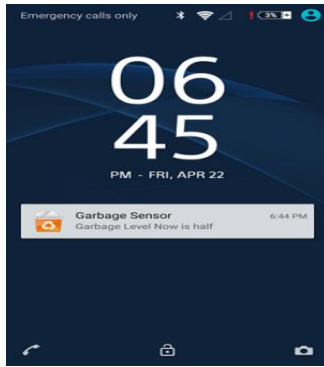 Emergency calls only
3%
06
45
PM - FRI, APR 22
Garbage Sensor 6:44 PM
Garbage Level Now is half